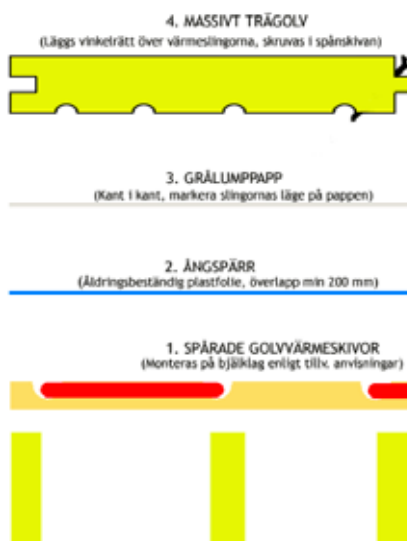 4. MASSIVT TRÄGOLV
(Läggs vinkelrätt över värmeslingorna, skruvas i spånskivan)
3. GRÅLUMPPAPP
(Kant i kant, markera slingornas läge på pappen)
2. ÅNGSPÄRR
(Åldringsbeständig plastfolie, överlapp min 200 mm)
1. SPÅRADE GOLVVÄRMESKIVOR
(Monteras på bjälklag enligt tillv. anvisningar)